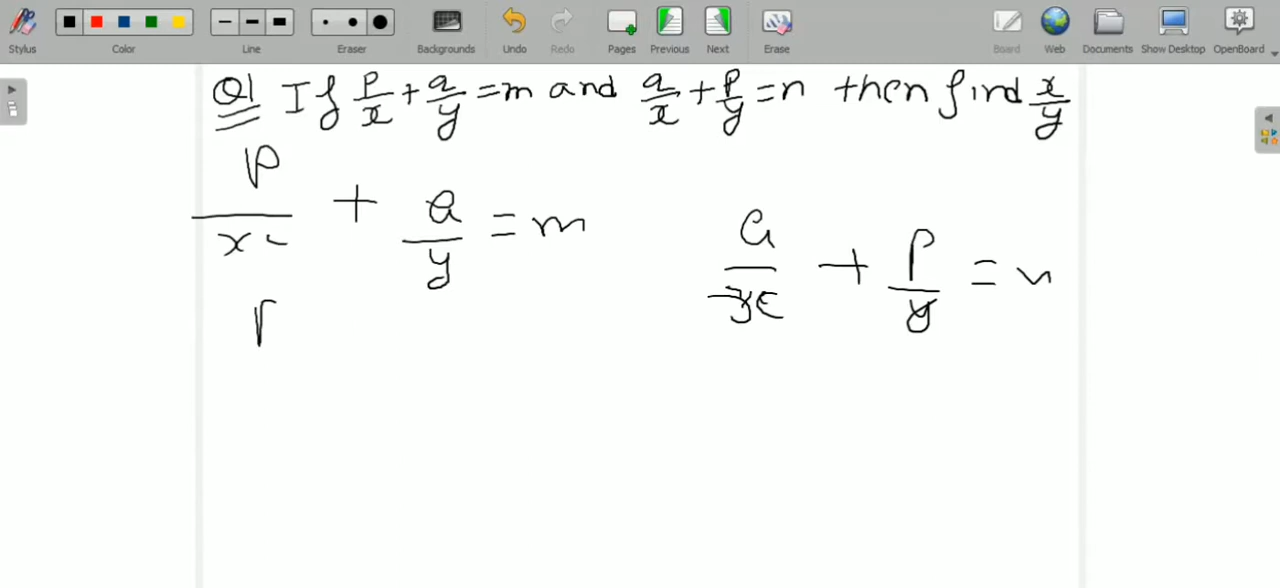 Stylus Color Line Eraser Backgrounds Undo Redo Pages Previous Next Erase Board Web Documents Show Desktop OpenBoard
Q1 If p/x + q/y = m and q/x + p/y = n then find x/y
p/x + q/y = m
q/x + p/y = n
p